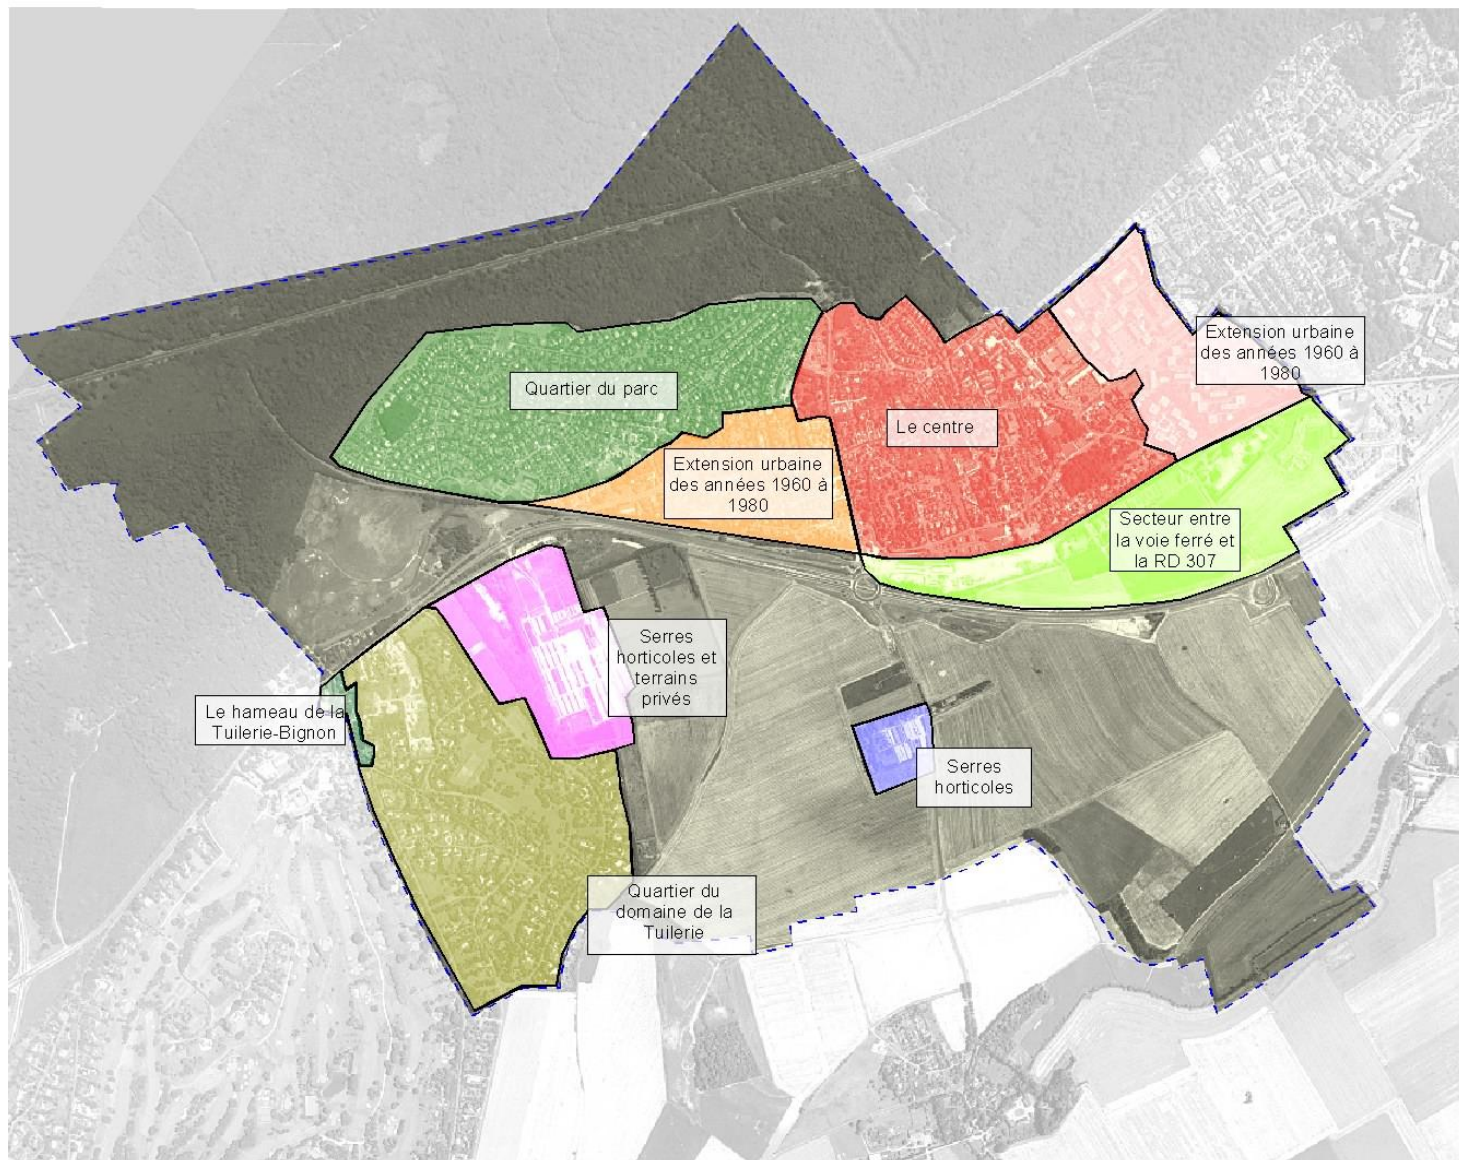 Extension urbaine
des années 1960 à
1980
Quartier du parc
Le centre
Extension urbaine
des années 1960 à
1980
Secteur entre
la voie ferré et
la RD 307
Serres
horticoles et
terrains
privés
Le hameau de la
Tuilerie-Bignon
Serres
horticoles
Quartier du
domaine de la
Tuilerie